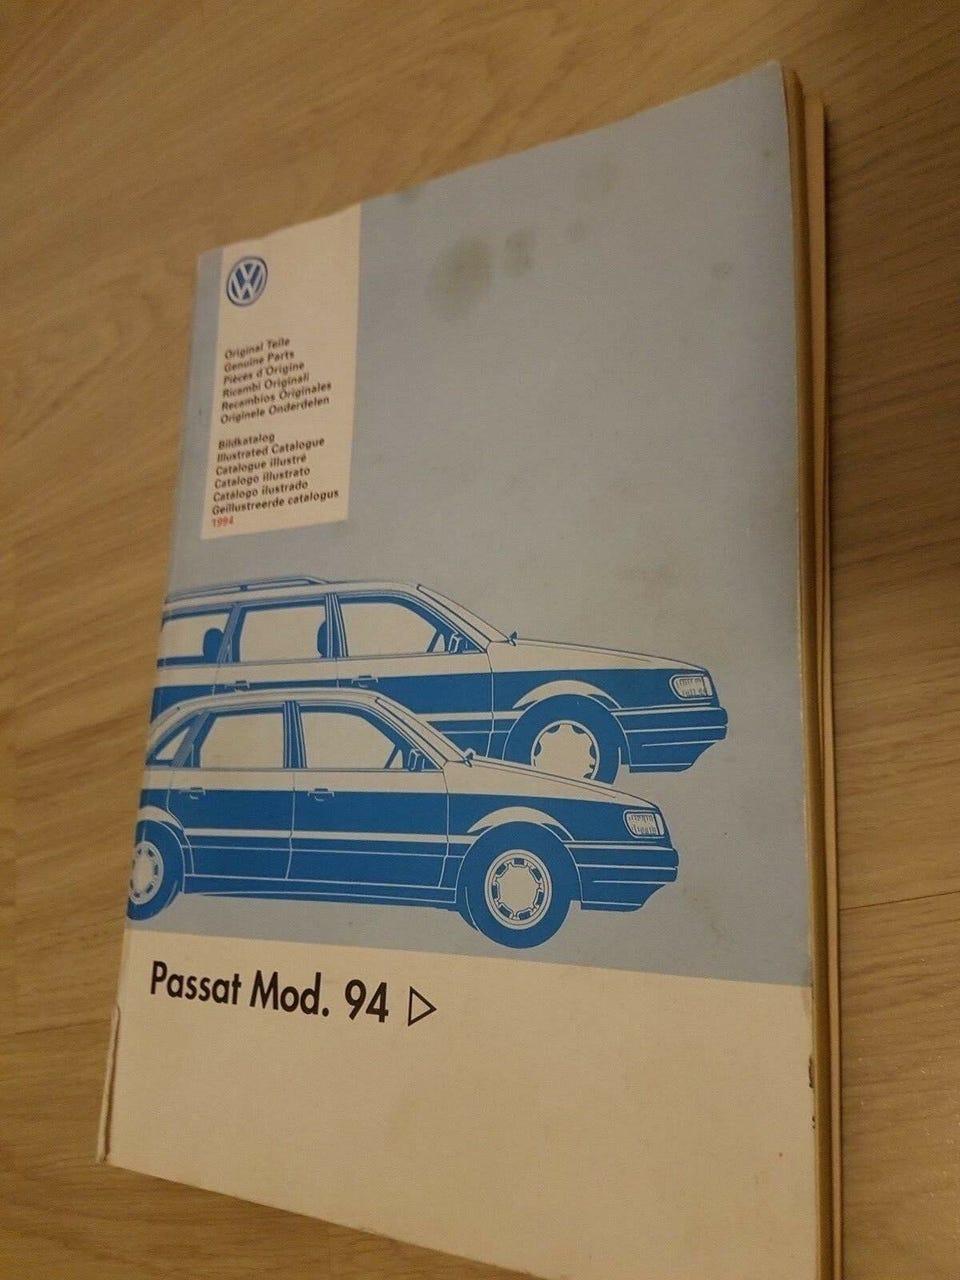 VW
Original Teile
Genuine Parts
Pièces d'Origine
Ricambi Originali
Recambios Originales
Originele Onderdelen
Bildkatalog
Illustrated Catalogue
Catalogue illustré
Catalogo illustrato
Catálogo ilustrado
Geïllustreerde catalogus
1994
Passat Mod. 94 ▷